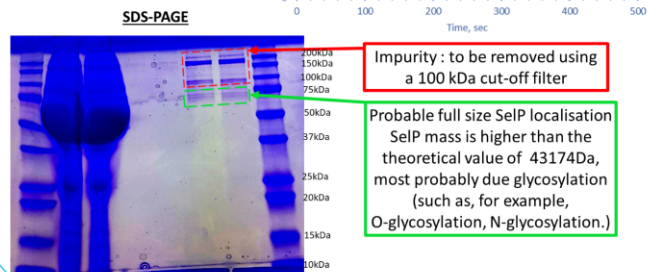 0 100 200 300 400 500
Time, sec
SDS-PAGE
200kDa
150kDa
100kDa
75kDa
50kDa
37kDa
25kDa
20kDa
15kDa
10kDa
Impurity : to be removed using
a 100 kDa cut-off filter
Probable full size SelP localisation
SelP mass is higher than the
theoretical value of 43174Da,
most probably due glycosylation
(such as, for example,
O-glycosylation, N-glycosylation.)